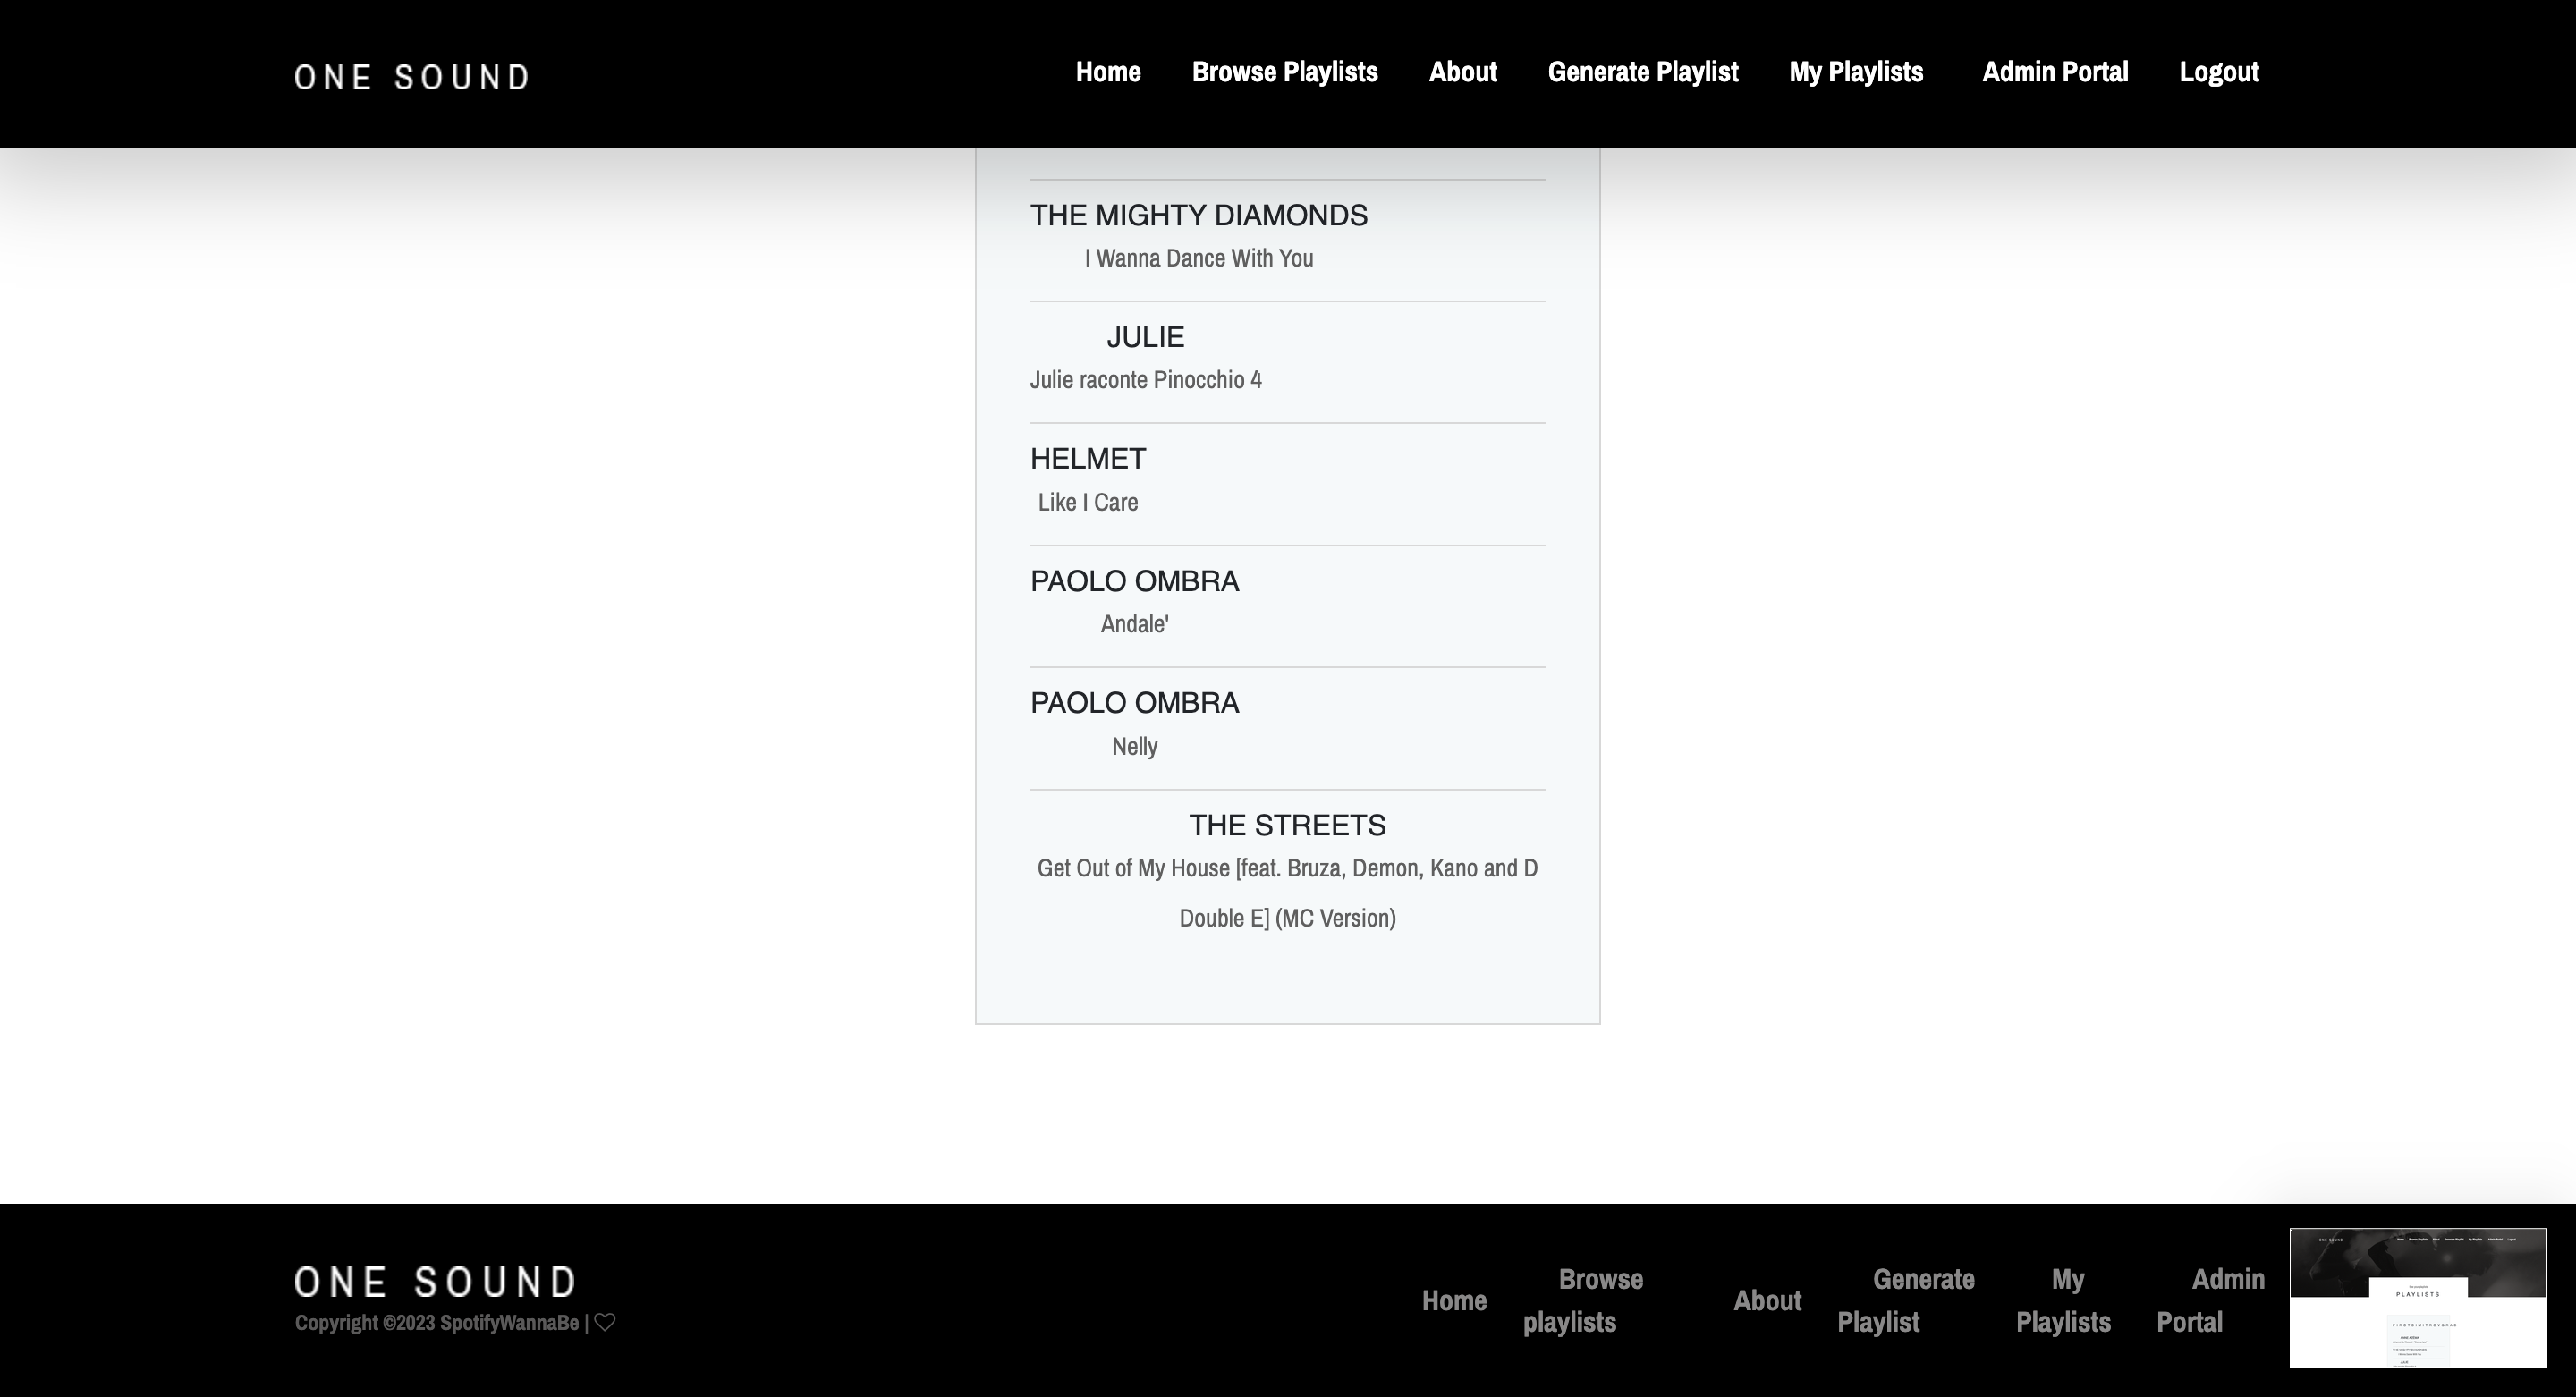 ONE SOUND
Home Browse Playlists About Generate Playlist My Playlists Admin Portal Logout
THE MIGHTY DIAMONDS
I Wanna Dance With You
JULIE
Julie raconte Pinocchio 4
HELMET
Like I Care
PAOLO OMBRA
Andale'
PAOLO OMBRA
Nelly
THE STREETS
Get Out of My House [feat. Bruza, Demon, Kano and D
Double E] (MC Version)
ONE SOUND
Copyright ©2023 SpotifyWannaBe | ♡
Home
Browse
playlists
About
Generate
Playlist
My
Playlists
Admin
Portal
PLAYLISTS